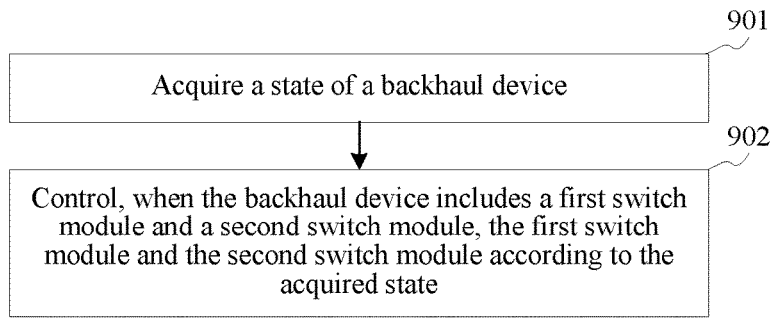 901
Acquire a state of a backhaul device
902
Control, when the backhaul device includes a first switch
module and a second switch module, the first switch
module and the second switch module according to the
acquired state